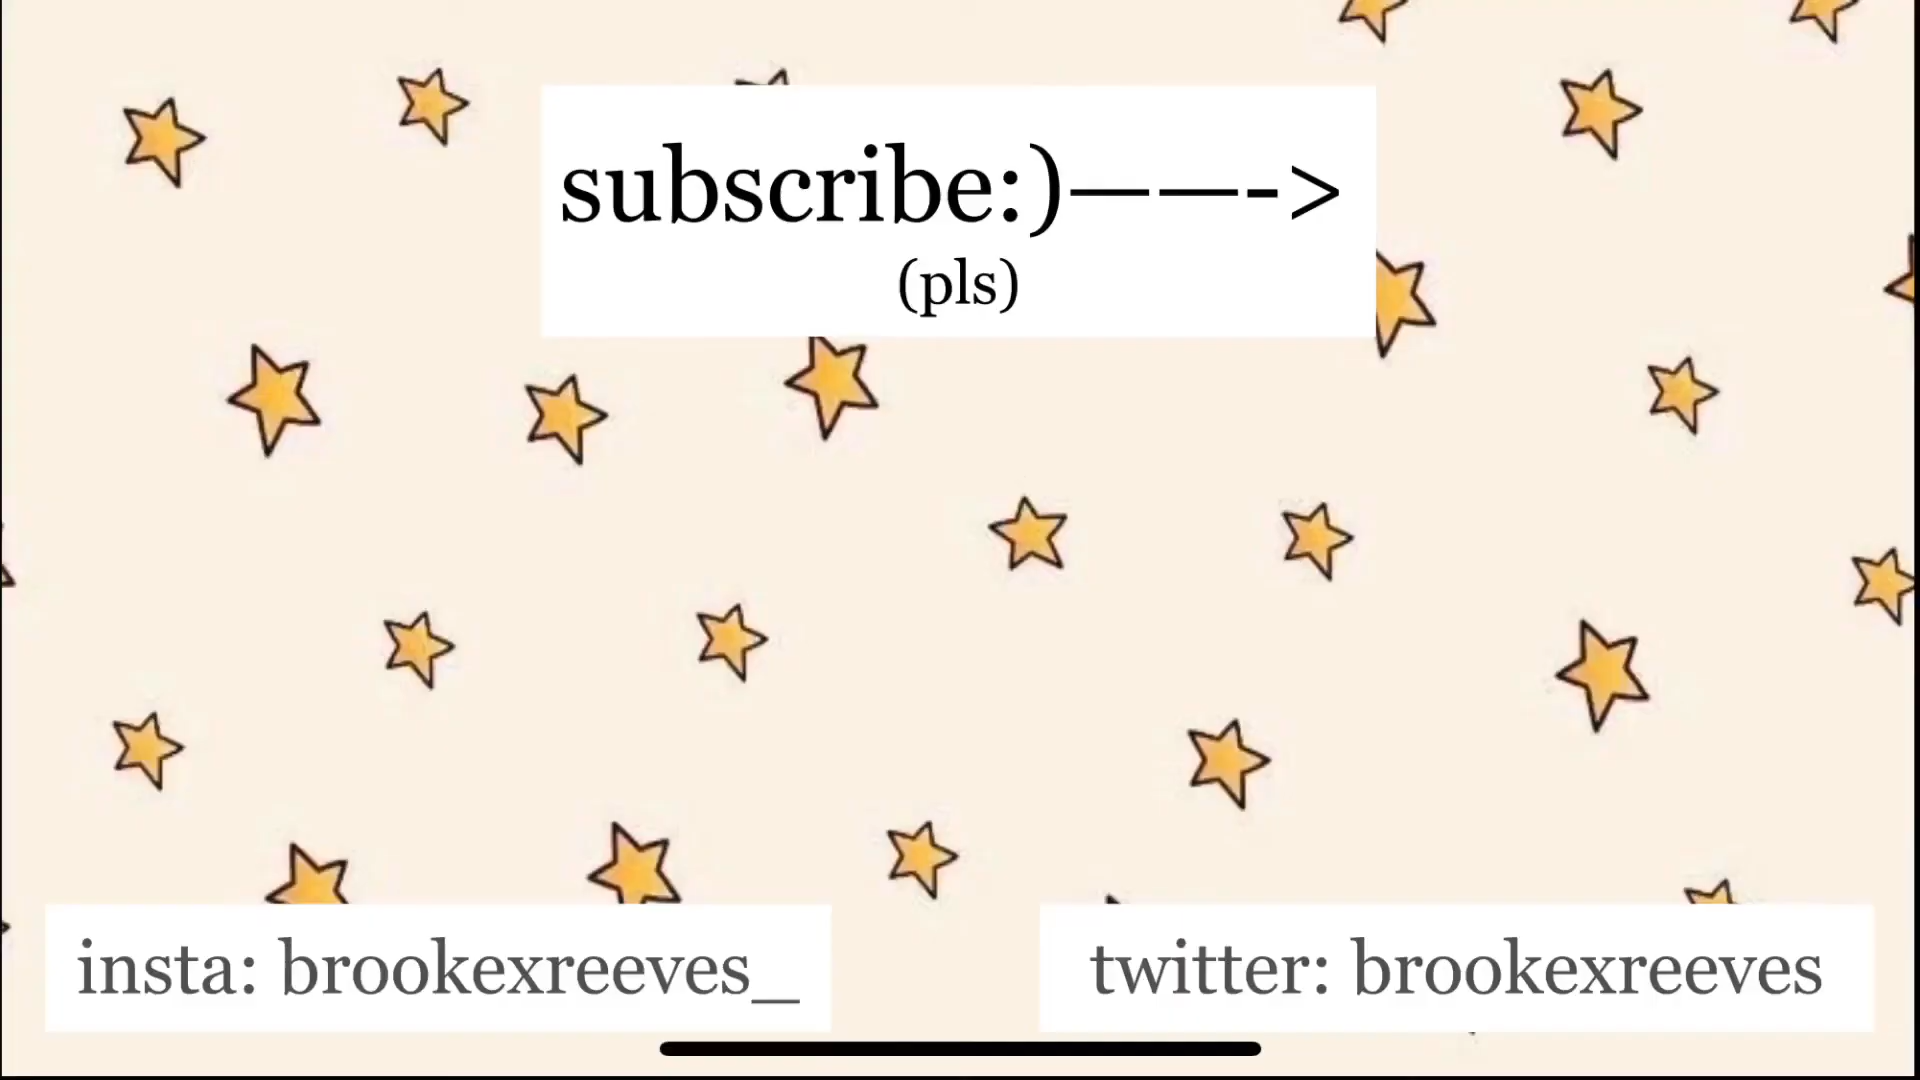 subscribe:)——->
(pls)
insta: brookexreeves_
twitter: brookexreeves